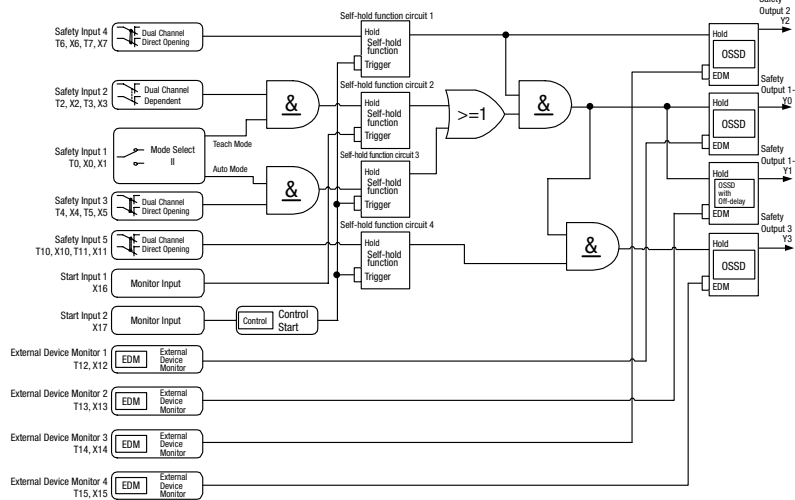 Safety Input 4
T6, X6, T7, X7
Dual Channel
Direct Opening
Safety Input 2
T2, X2, T3, X3
Dual Channel
Dependent
Safety Input 1
T0, X0, X1
Mode Select
II
Teach Mode
Auto Mode
Safety Input 3
T4, X4, T5, X5
Dual Channel
Direct Opening
Safety Input 5
T10, X10, T11, X11
Dual Channel
Direct Opening
Start Input 1
X16
Monitor Input
Start Input 2
X17
Monitor Input
Control
Control
Start
External Device Monitor 1
T12, X12
EDM
External
Device
Monitor
External Device Monitor 2
T13, X13
EDM
External
Device
Monitor
External Device Monitor 3
T14, X14
EDM
External
Device
Monitor
External Device Monitor 4
T15, X15
EDM
External
Device
Monitor
&
&
Self-hold function circuit 1
Hold
Self-hold
function
Trigger
Self-hold function circuit 2
Hold
Self-hold
function
Trigger
Self-hold function circuit 3
Hold
Self-hold
function
Trigger
Self-hold function circuit 4
Hold
Self-hold
function
Trigger
>=1
&
&
Safety
Output 2
Y2
Hold
OSSD
EDM
Safety
Output 1-
Y0
Hold
OSSD
EDM
Safety
Output 1-
Y1
Hold
OSSD
with
Off-delay
EDM
Safety
Output 3
Y3
Hold
OSSD
EDM